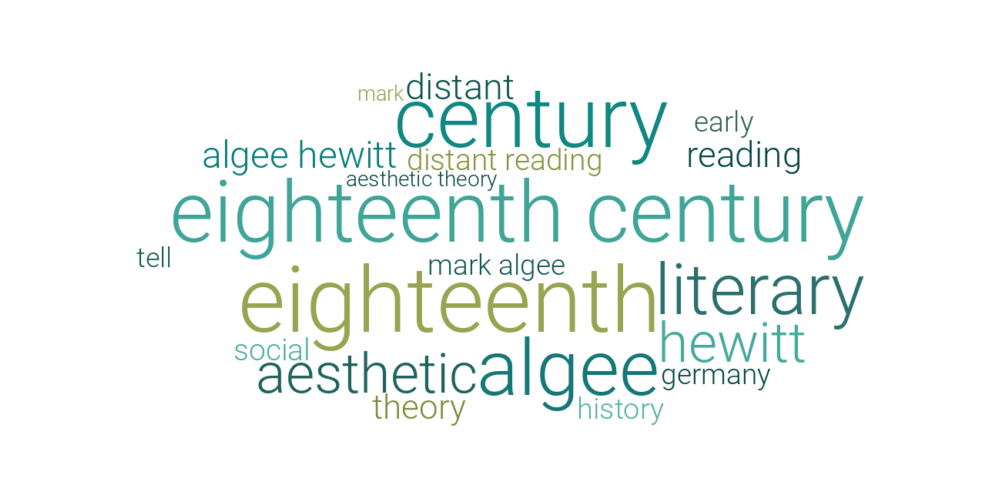 mark distant
century
early
algee hewitt distant reading reading
aesthetic theory
eighteenth century
tell
mark algee
eighteenth literary
hewitt
social
aesthetic algee germany
theory
history